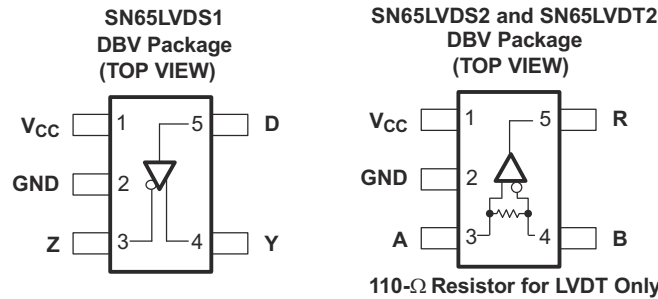 SN65LVDS1
DBV Package
(TOP VIEW)
VCC 1 5 D
GND 2
Z 3 4 Y
SN65LVDS2 and SN65LVDT2
DBV Package
(TOP VIEW)
VCC 1 5 R
GND 2
A 3 4 B
110-Ω Resistor for LVDT Only